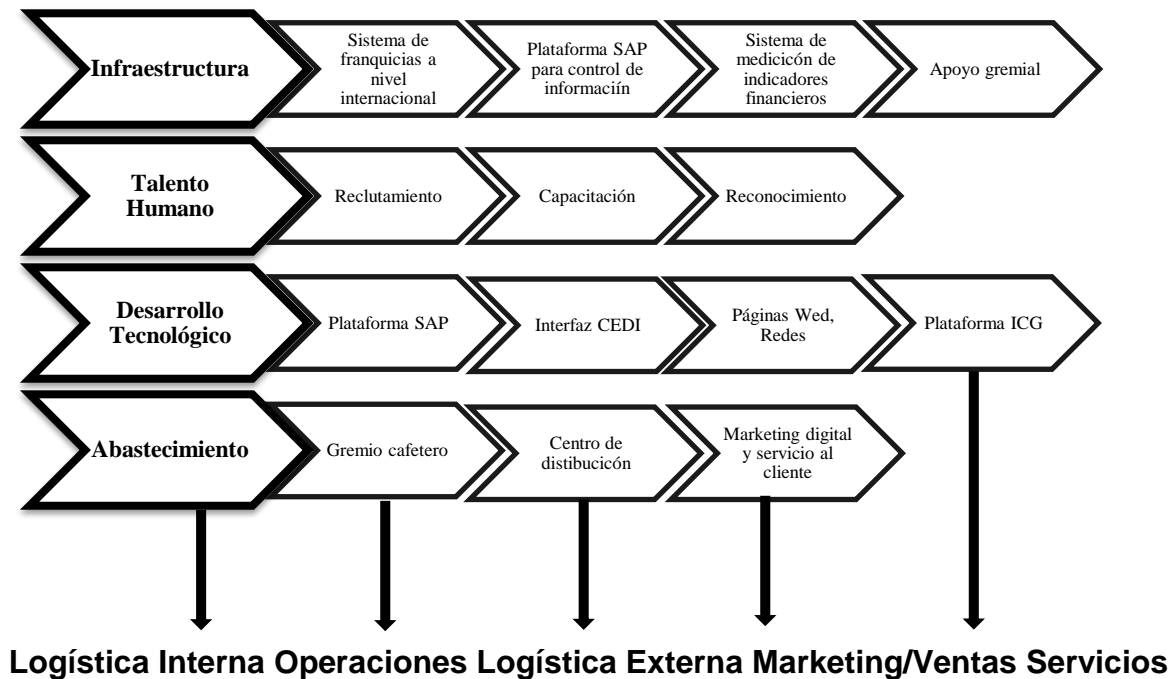 Infraestructura
Sistema de
franquicias a
nivel
internacional
Plataforma SAP
para control de
informaciín
Sistema de
medicicón de
indicadores
financieros
Apoyo gremial
Talento
Humano
Reclutamiento
Capacitación
Reconocimiento
Desarrollo
Tecnológico
Plataforma SAP
Interfaz CEDI
Páginas Wed,
Redes
Plataforma ICG
Abastecimiento
Gremio cafetero
Centro de
distibucicón
Marketing digital
y servicio al
cliente
Logística Interna Operaciones Logística Externa Marketing/Ventas Servicios